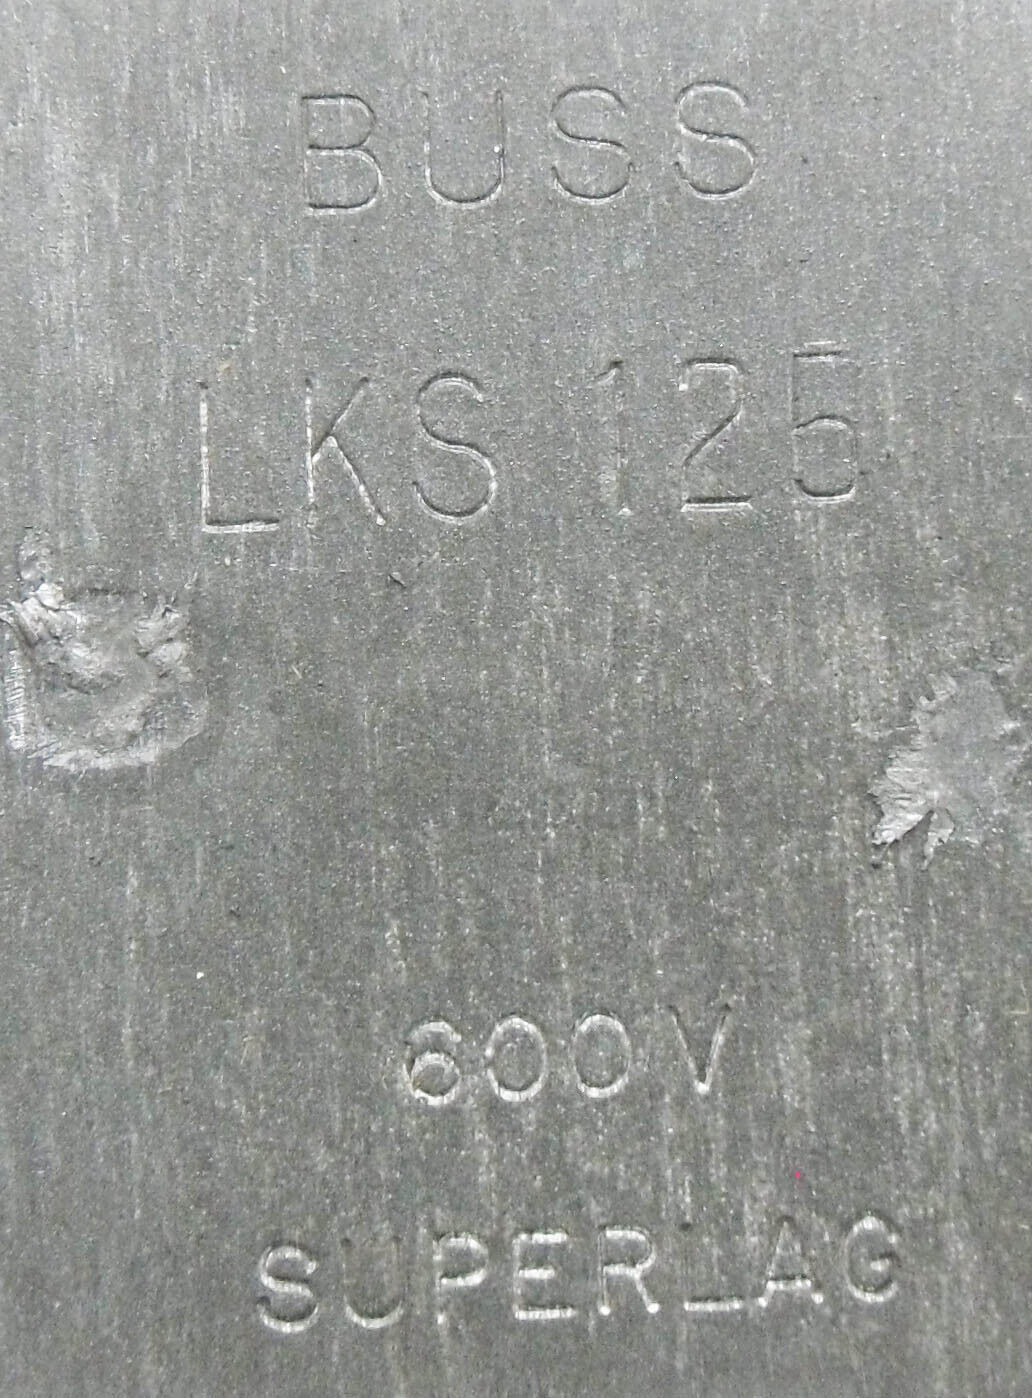 BUSS
LKS 125
600V
SUPERLAG